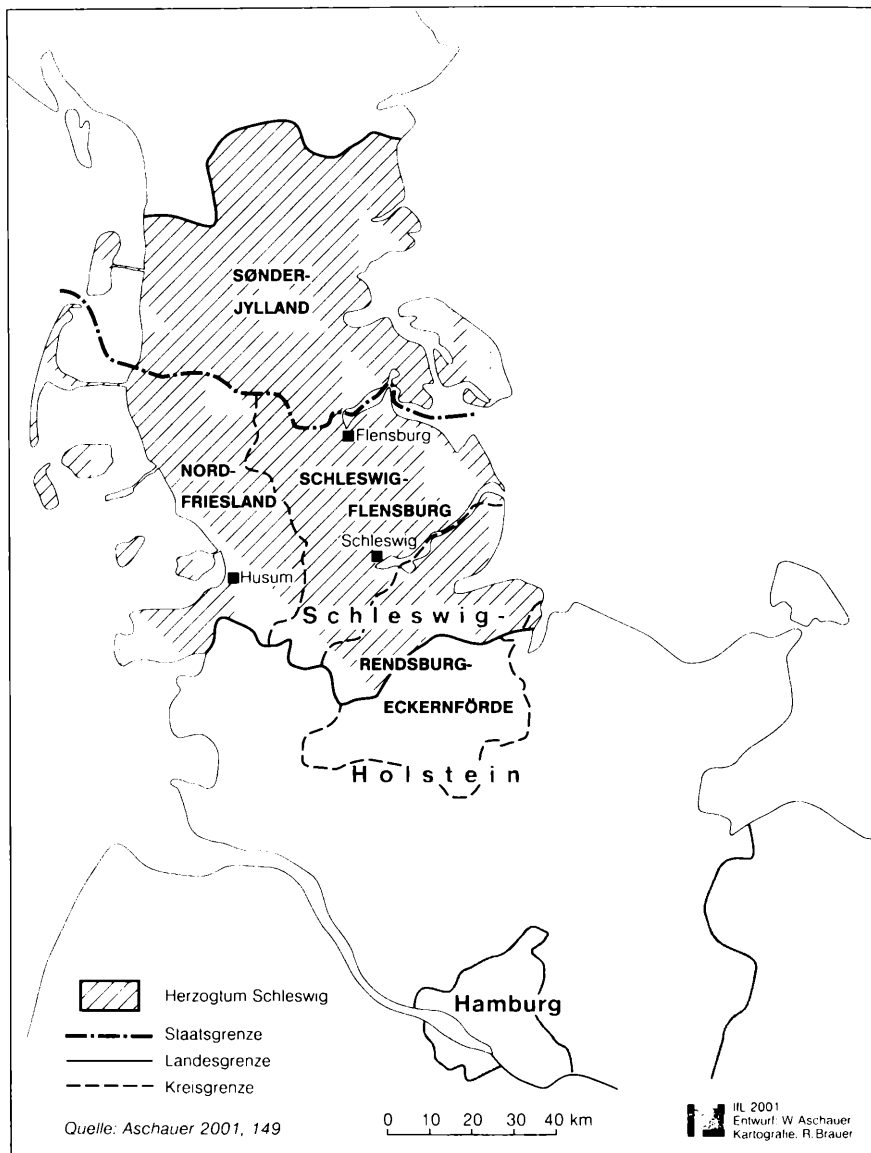 SØNDER-
JYLLAND
Flensburg
NORD-
FRIESLAND
SCHLESWIG-
FLENSBURG
Schleswig
Husum
Schleswig-
RENDSBURG-
ECKERNFÖRDE
Holstein
Hamburg
Herzogtum Schleswig
Staatsgrenze
Landesgrenze
Kreisgrenze
Quelle: Aschauer 2001, 149
0 10 20 30 40 km
IfL 2001
Entwurf: W. Aschauer
Kartografie: R. Bräuer